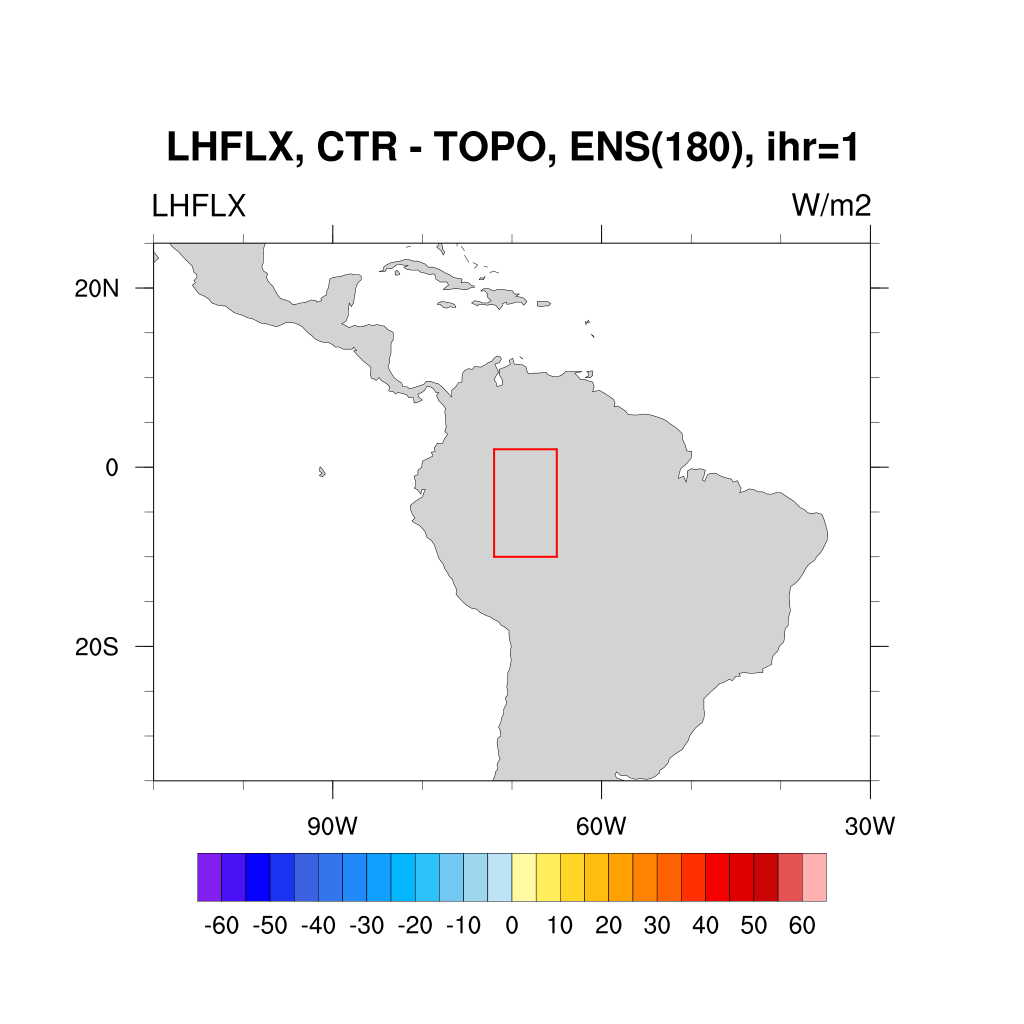 LHFLX, CTR - TOPO, ENS(180), ihr=1
LHFLX W/m2
20N
0
20S
90W 60W 30W
-60 -50 -40 -30 -20 -10 0 10 20 30 40 50 60